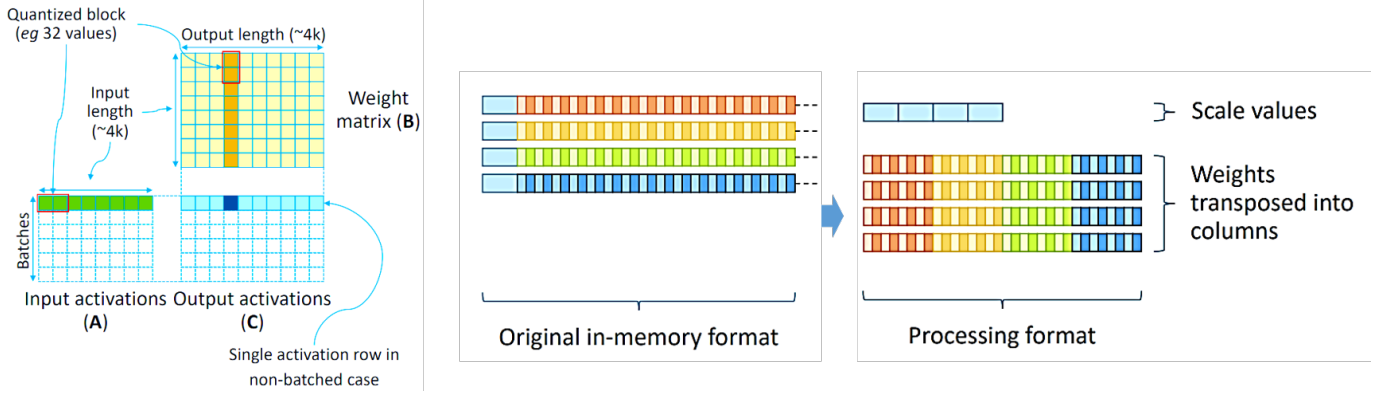 Quantized block
(eg 32 values)
Output length (~4k)
Input
length
(~4k)
Weight
matrix (B)
Batches
Input activations
(A)
Output activations
(C)
Single activation row in
non-batched case
Original in-memory format
Scale values
Weights
transposed into
columns
Processing format